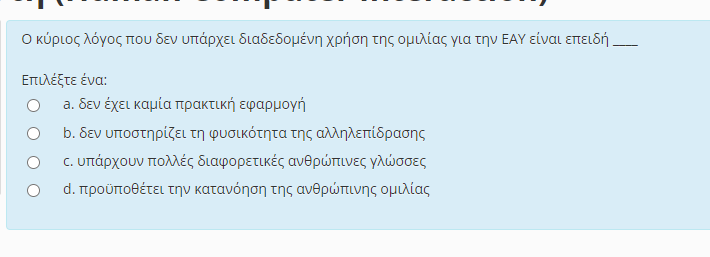 (Human Computer Interaction)
Ο κύριος λόγος που δεν υπάρχει διαδεδομένη χρήση της ομιλίας για την ΕΑΥ είναι επειδή ____
Επιλέξτε ένα:
a. δεν έχει καμία πρακτική εφαρμογή
b. δεν υποστηρίζει τη φυσικότητα της αλληλεπίδρασης
c. υπάρχουν πολλές διαφορετικές ανθρώπινες γλώσσες
d. προϋποθέτει την κατανόηση της ανθρώπινης ομιλίας